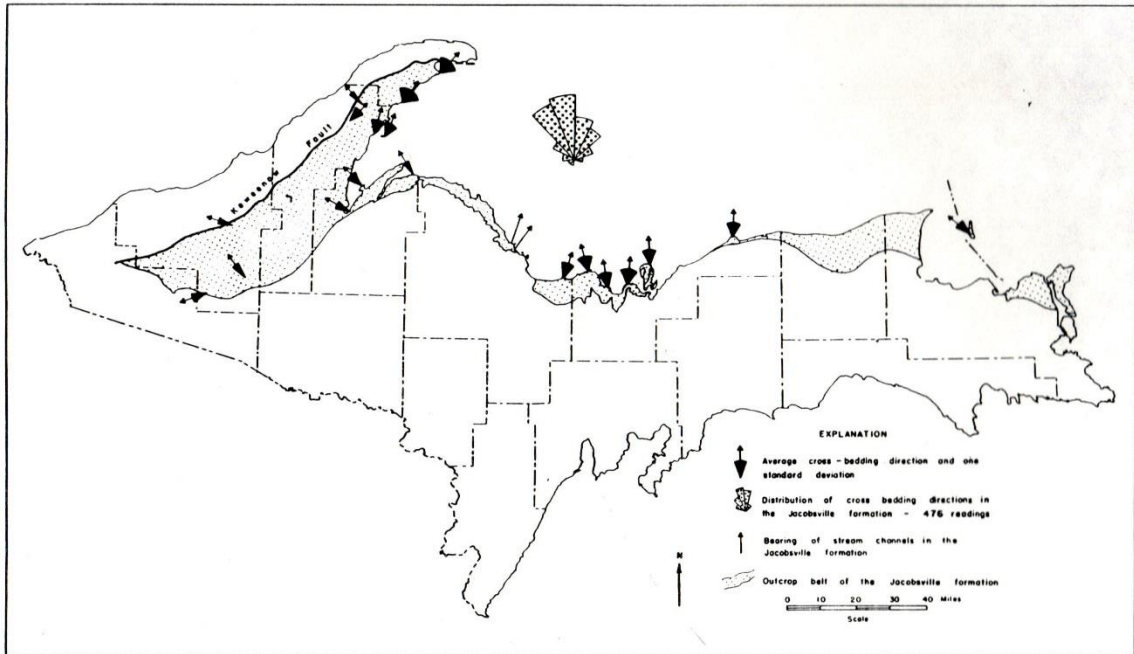 Keweenaw Fault
EXPLANATION
Average cross-bedding direction and one
standard deviation
Distribution of cross bedding directions in
the Jacobsville formation - 476 readings
Bearing of stream channels in the
Jacobsville formation
Outcrop belt of the Jacobsville formation
N
0 10 20 30 40 Miles
Scale